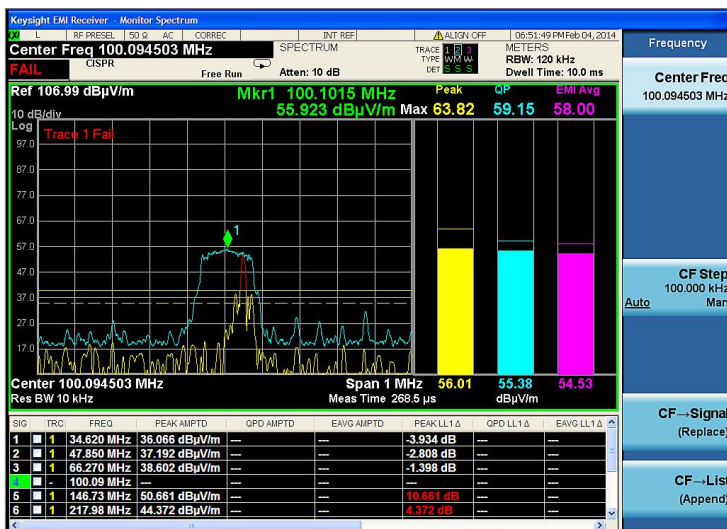 Keysight EMI Receiver - Monitor Spectrum
LXI L RF PRESEL 50 Ω AC CORREC INT REF ALIGN OFF 06:51:49 PM Feb 04, 2014
Center Freq 100.094503 MHz
SPECTRUM
TRACE 1 2 3
TYPE W M W
DET S S S
METERS
RBW: 120 kHz
Dwell Time: 10.0 ms
FAIL
CISPR
Free Run
Atten: 10 dB
Ref 106.99 dBµV/m
Mkr1 100.1015 MHz
55.923 dBµV/m
Peak QP EMI Avg
Max 63.82 59.15 58.00
10 dB/div
Log
Trace 1 Fail
97.0
87.0
77.0
67.0
57.0
47.0
37.0
27.0
17.0
1
Center 100.094503 MHz
Span 1 MHz
Res BW 10 kHz
Meas Time 268.5 µs
56.01 55.38 54.53
dBµV/m
SIG TRC FREQ PEAK AMPTD QPD AMPTD EAVG AMPTD PEAK LL1 Δ QPD LL1 Δ EAVG LL1 Δ
1 1 34.620 MHz 36.066 dBµV/m --- --- -3.934 dB --- ---
2 1 47.850 MHz 37.192 dBµV/m --- --- -2.808 dB --- ---
3 1 66.270 MHz 38.602 dBµV/m --- --- -1.398 dB --- ---
4 - 100.09 MHz --- --- --- --- --- ---
5 1 146.73 MHz 50.661 dBµV/m --- --- 10.661 dB --- ---
6 1 217.98 MHz 44.372 dBµV/m --- --- 4.372 dB --- ---
Frequency
Center Freq
100.094503 MHz
CF Step
100.000 kHz
Auto Man
CF→Signal
(Replace)
CF→List
(Append)